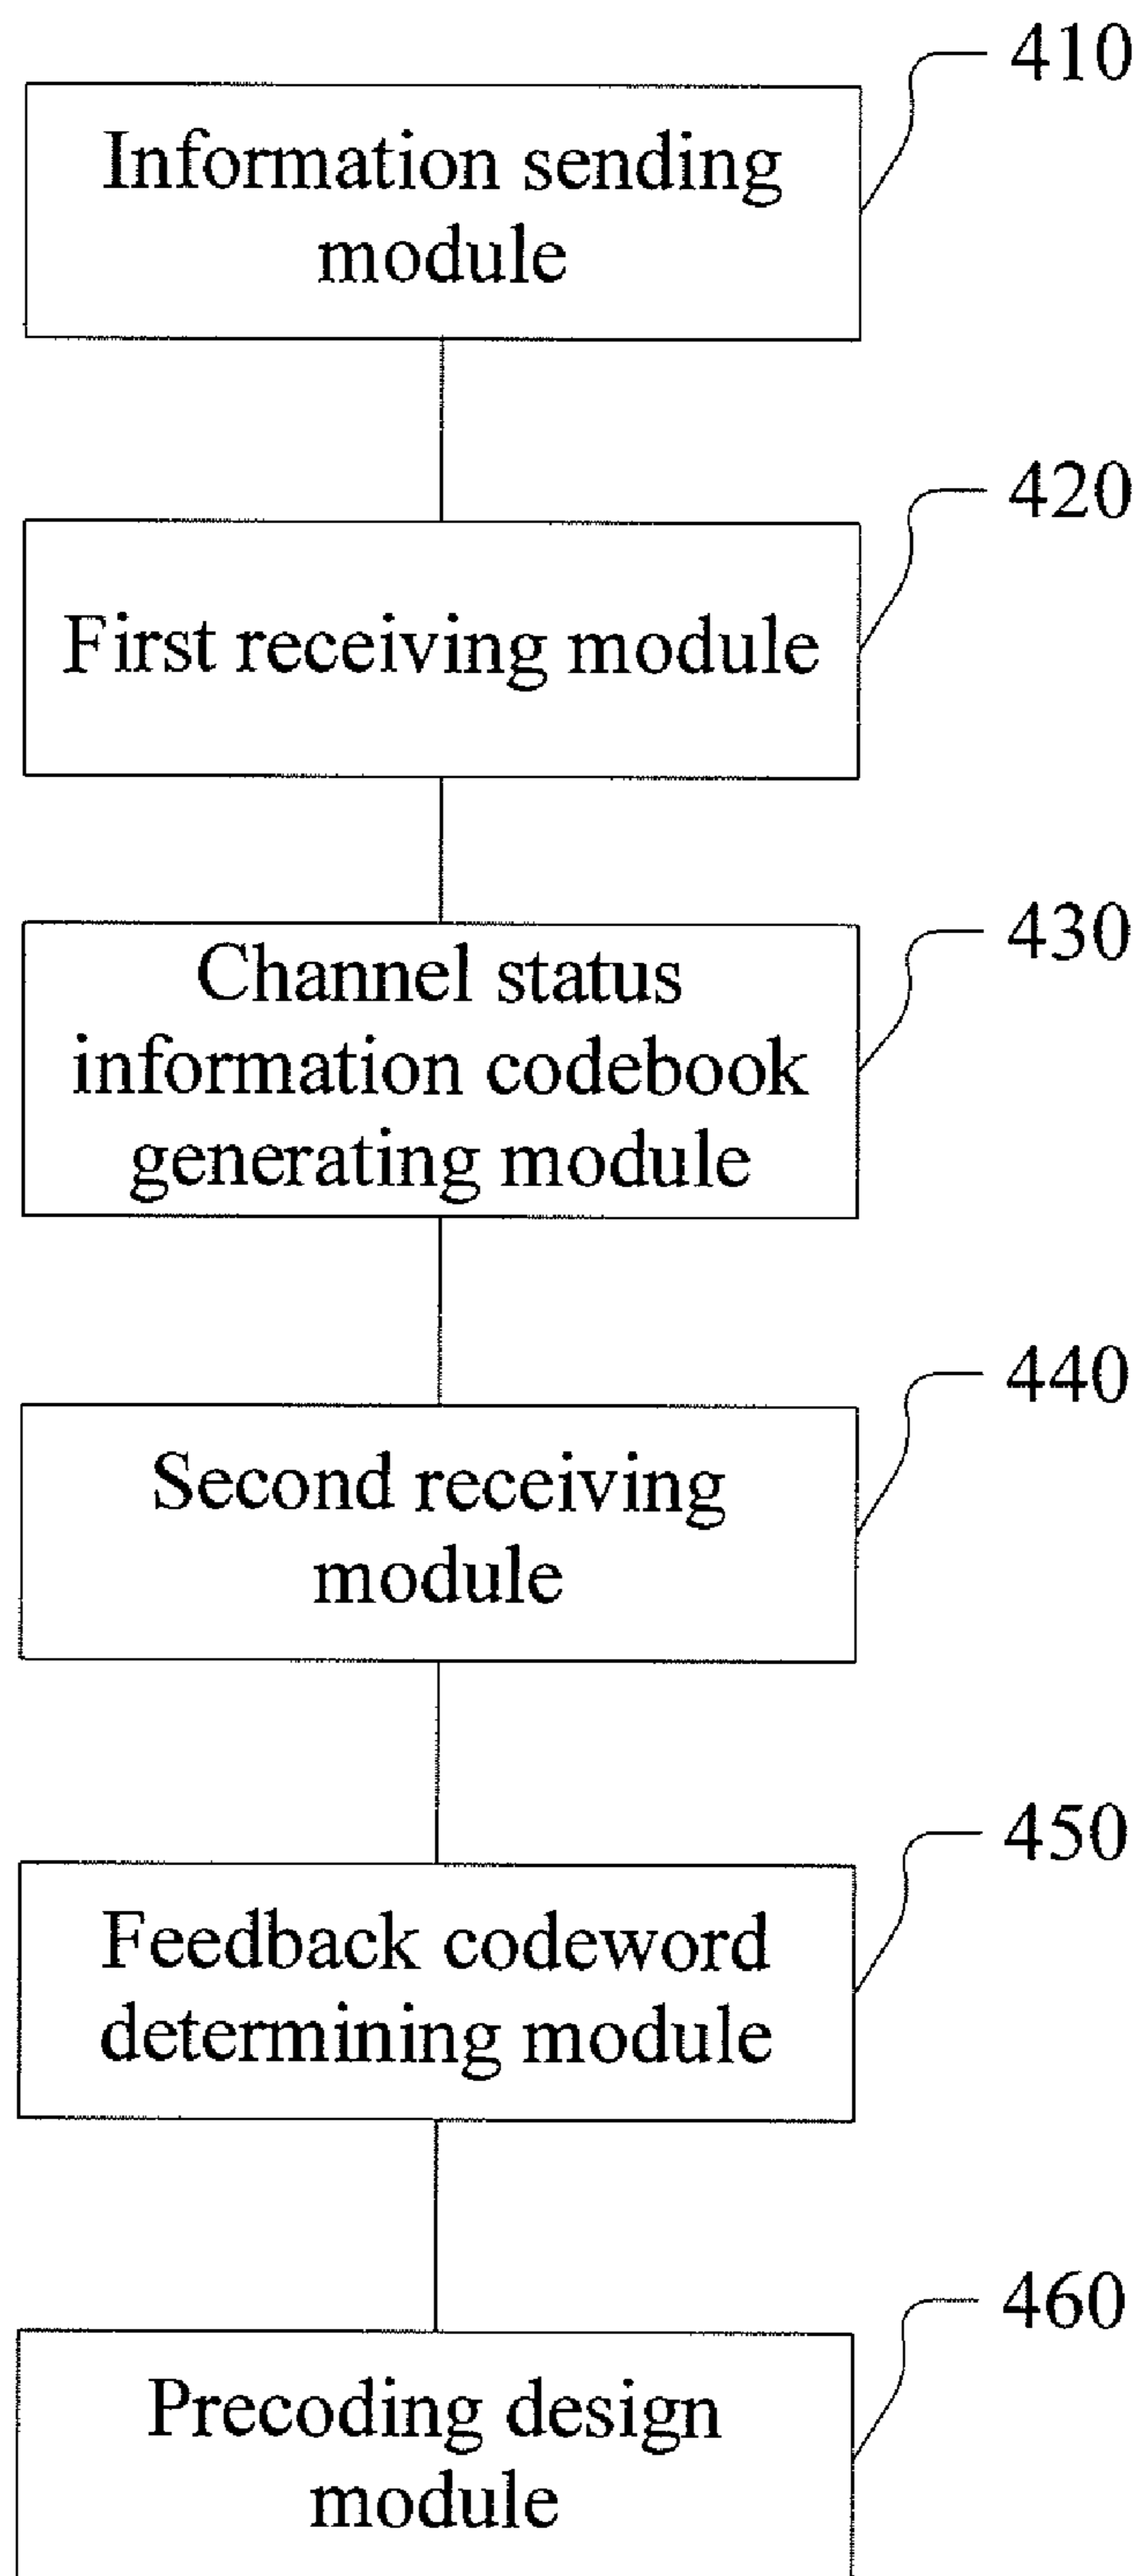 410
Information sending
module
420
First receiving module
430
Channel status
information codebook
generating module
440
Second receiving
module
450
Feedback codeword
determining module
460
Precoding design
module